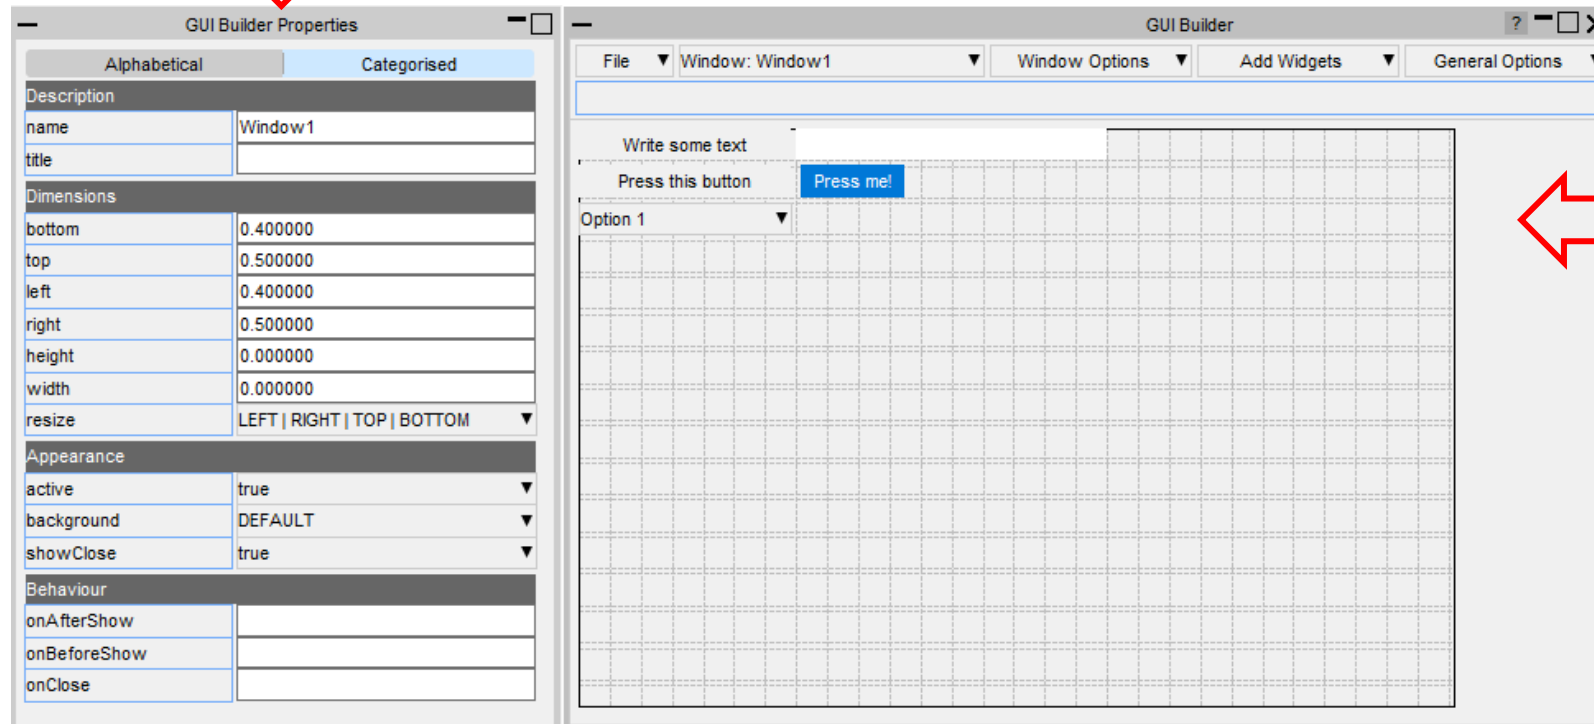 GUI Builder Properties
Alphabetical Categorised
Description
name Window1
title
Dimensions
bottom 0.400000
top 0.500000
left 0.400000
right 0.500000
height 0.000000
width 0.000000
resize LEFT | RIGHT | TOP | BOTTOM
Appearance
active true
background DEFAULT
showClose true
Behaviour
onAfterShow
onBeforeShow
onClose
GUI Builder ?
File Window: Window1 Window Options Add Widgets General Options
Write some text
Press this button Press me!
Option 1